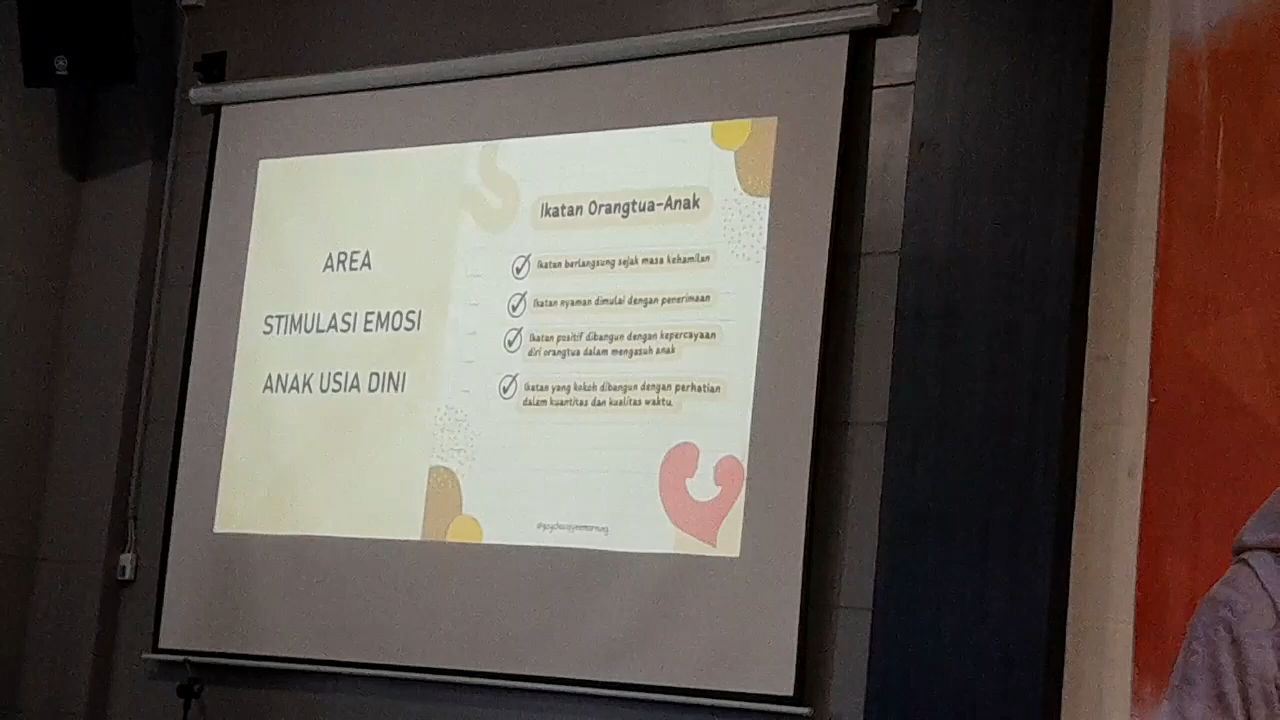 AREA
STIMULASI EMOSI
ANAK USIA DINI
Ikatan Orangtua-Anak
Ikatan berlangsung sejak masa kehamilan
Ikatan nyaman dimulai dengan penerimaan
Ikatan positif dibangun dengan kepercayaan
diri orangtua dalam mengasuh anak
Ikatan yang kokoh dibangun dengan perhatian
dalam kuantitas dan kualitas waktu